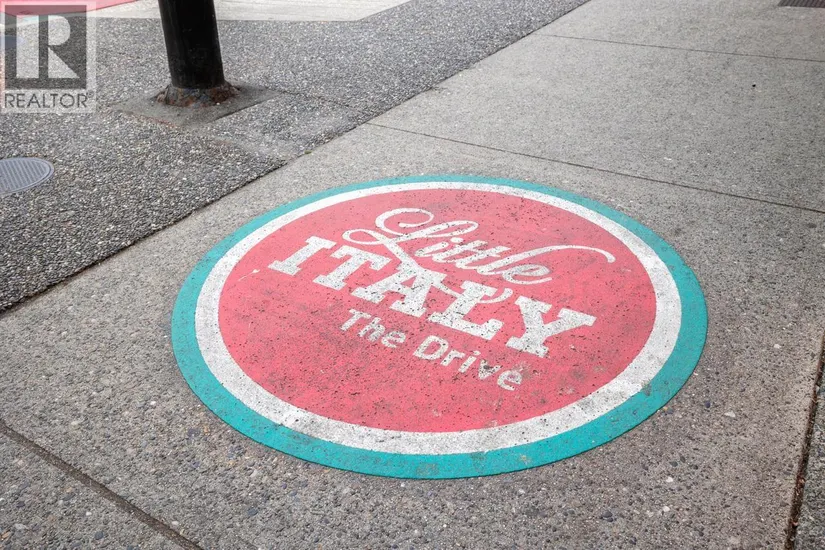 R
REALTOR
Little
ITALY
The Drive